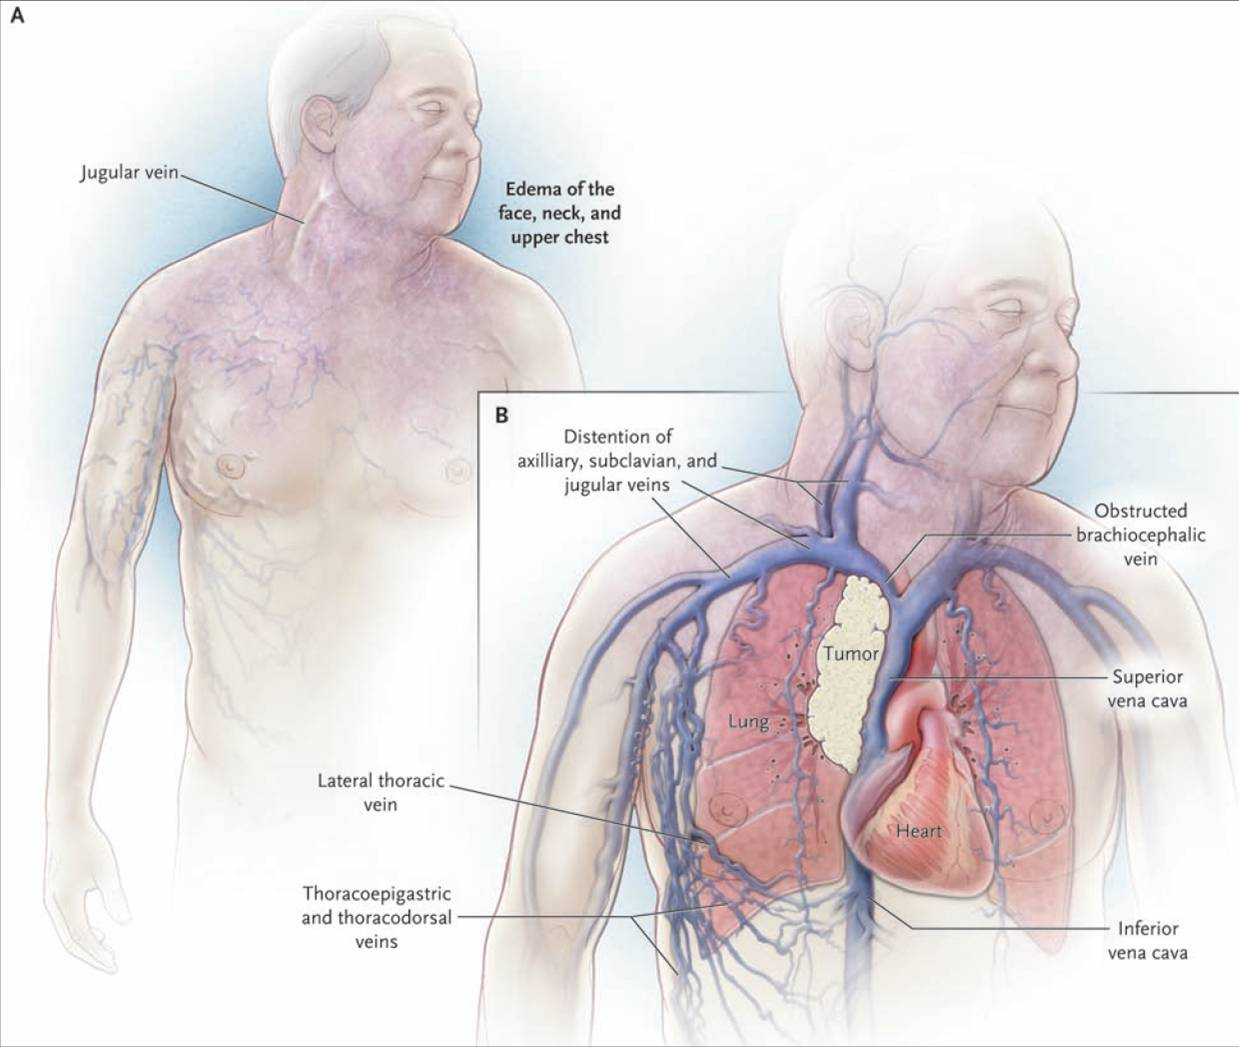 A
Jugular vein
Edema of the
face, neck, and
upper chest
B
Distention of
axilliary, subclavian, and
jugular veins
Obstructed
brachiocephalic
vein
Tumor
Superior
vena cava
Lung
Lateral thoracic
vein
Heart
Thoracoepigastric
and thoracodorsal
veins
Inferior
vena cava